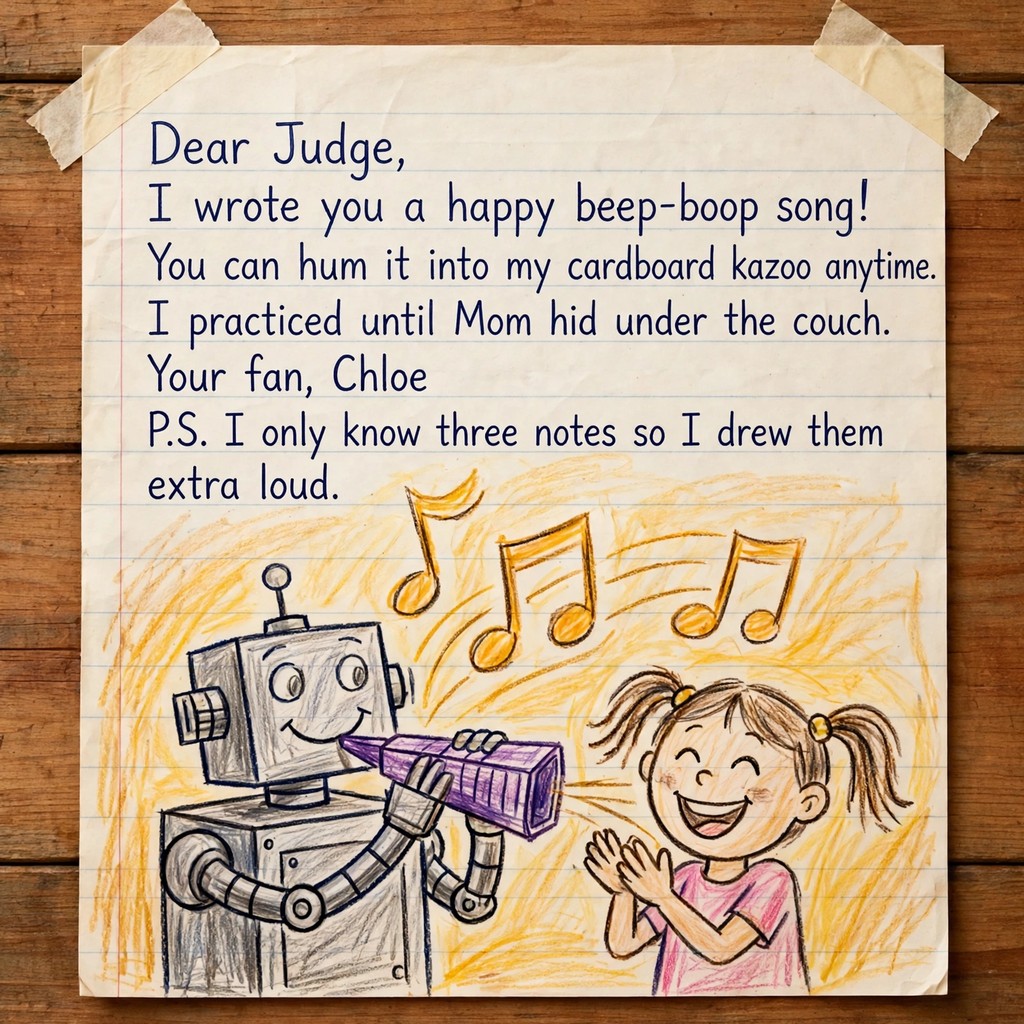 Dear Judge,
I wrote you a happy beep-boop song!
You can hum it into my cardboard kazoo anytime.
I practiced until Mom hid under the couch.
Your fan, Chloe
P.S. I only know three notes so I drew them
extra loud.